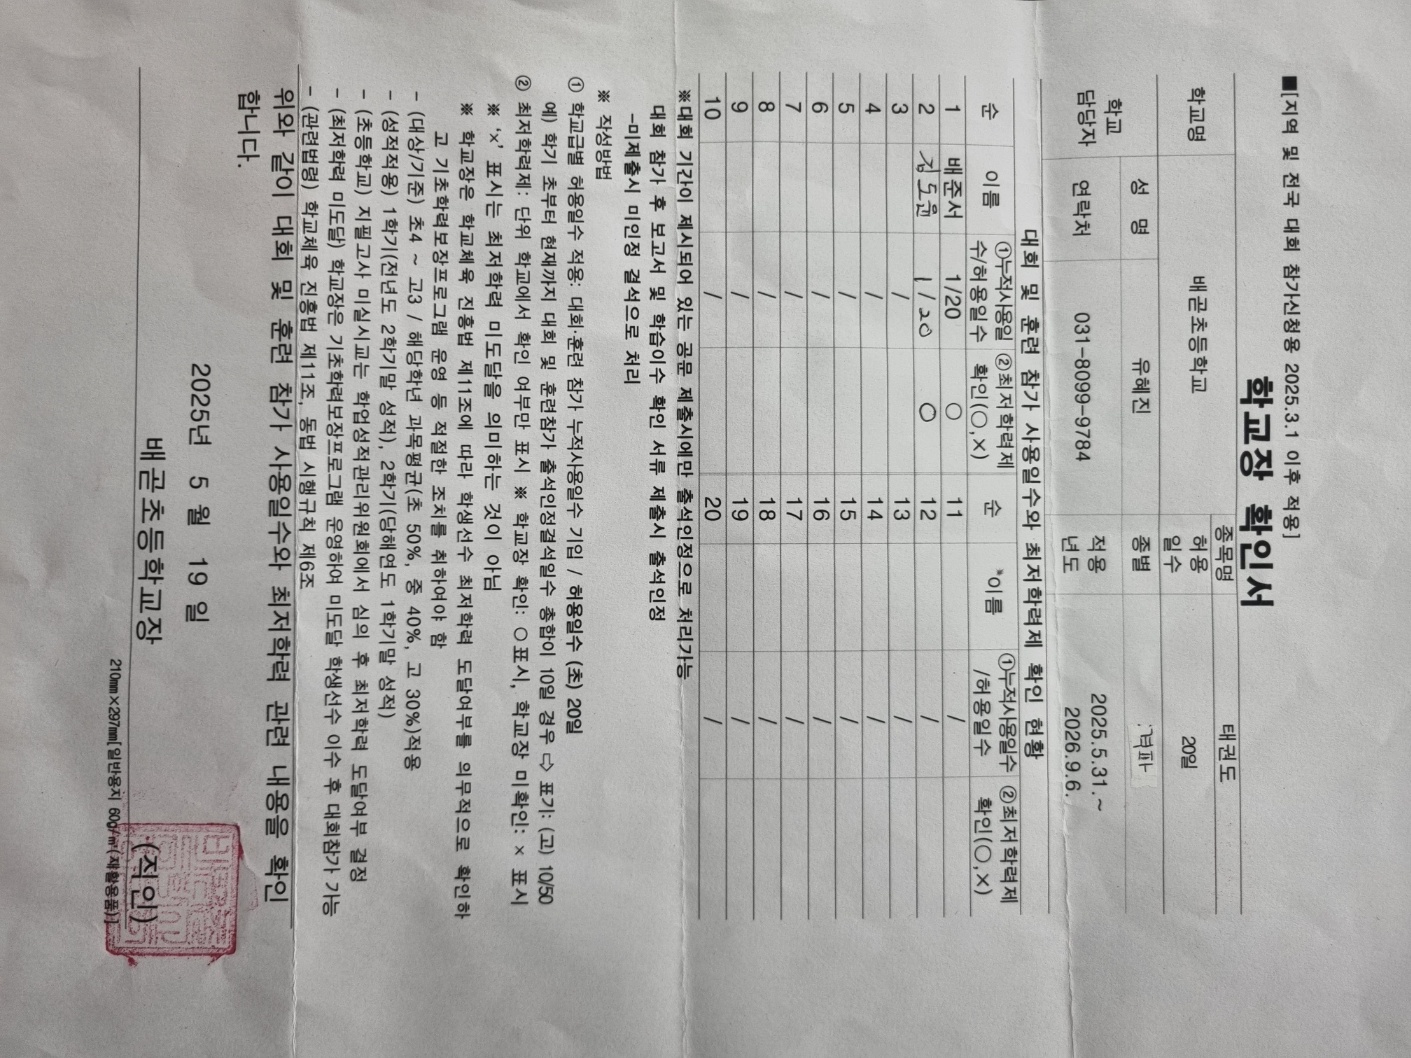 ■[지역 및 전국 대회 참가신청용 2025.3.1 이후 적용]
학교장 확인서
학교명 배곧초등학교 종목명 태권도
허용일수 20일
학교 담당자 성 명 유혜진 종별 격파
연락처 031-8099-9784 적용년도 2025.5.31.~ 2026.9.6.
대회 및 훈련 참가 사용일수와 최저학력제 확인 현황
순 이름 ①누적사용일수/허용일수 ②최저학력제 확인(○,×) 순 *이름 ①누적사용일수/허용일수 ②최저학력제 확인(○,×)
1 배준서 1/20 ○ 11 /
2 김도윤 1/20 ○ 12 /
3 / 13 /
4 / 14 /
5 / 15 /
6 / 16 /
7 / 17 /
8 / 18 /
9 / 19 /
10 / 20 /
※대회 기간이 제시되어 있는 공문 제출시에만 출석인정으로 처리가능
대회 참가 후 보고서 및 학습이수 확인 서류 제출시 출석인정
-미제출시 미인정 결석으로 처리
※ 작성방법
① 학교급별 허용일수 적용: 대회·훈련 참가 누적사용일수 기입 / 허용일수 (초) 20일
예) 학기 초부터 현재까지 대회 및 훈련참가 출석인정결석일수 총합이 10일 경우 ⇨ 표기: (고) 10/50
② 최저학력제: 단위 학교에서 확인 여부만 표시 ※ 학교장 확인: ○표시, 학교장 미확인: × 표시
※ '×' 표시는 최저학력 미도달을 의미하는 것이 아님
※ 학교장은 학교체육 진흥법 제11조에 따라 학생선수 최저학력 도달여부를 의무적으로 확인하
고 기초학력보장프로그램 운영 등 적절한 조치를 취하여야 함
- (대상/기준) 초4 ~ 고3 / 해당학년 과목평균(초 50%, 중 40%, 고 30%)적용
- (성적적용) 1학기(전년도 2학기말 성적), 2학기(당해연도 1학기말 성적)
- (초등학교) 지필고사 미실시교는 학업성적관리위원회에서 심의 후 최저학력 도달여부 결정
- (최저학력 미도달) 학교장은 기초학력보장프로그램 운영하여 미도달 학생선수 이수 후 대회참가 가능
- (관련법령) 학교체육 진흥법 제11조, 동법 시행규칙 제6조
위와 같이 대회 및 훈련 참가 사용일수와 최저학력 관련 내용을 확인
합니다.
2025년 5 월 19 일
배곧초등학교장 (직인)
210㎜×297㎜[일반용지 60g/㎡(재활용품)]